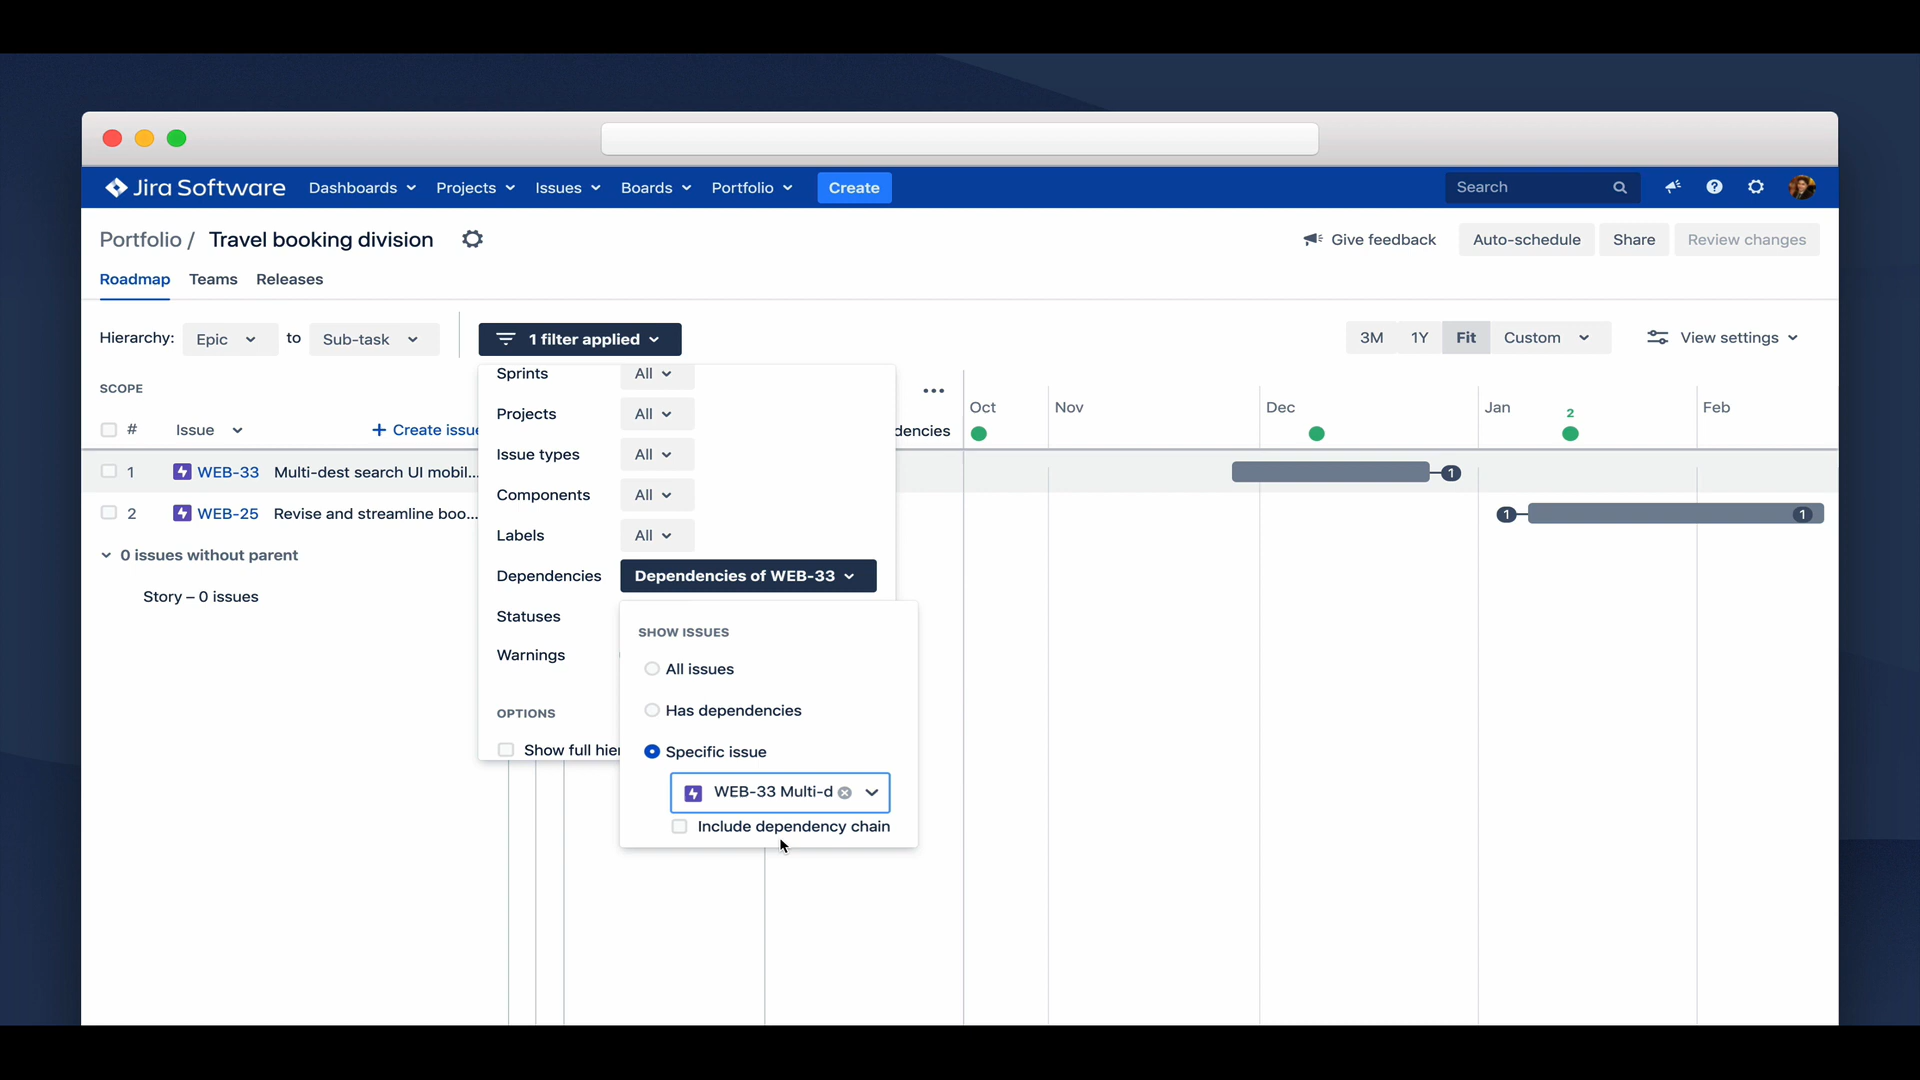 Jira Software Dashboards Projects Issues Boards Portfolio Create Search
Portfolio / Travel booking division Give feedback Auto-schedule Share Review changes
Roadmap Teams Releases
Hierarchy: Epic to Sub-task 1 filter applied 3M 1Y Fit Custom View settings
SCOPE
# Issue + Create issue
dencies
Oct Nov Dec Jan Feb
2
1 WEB-33 Multi-dest search UI mobil... 1
2 WEB-25 Revise and streamline boo... 1 1
0 issues without parent
Story – 0 issues
Sprints All
Projects All
Issue types All
Components All
Labels All
Dependencies Dependencies of WEB-33
Statuses
Warnings
OPTIONS
Show full hier
SHOW ISSUES
All issues
Has dependencies
Specific issue
WEB-33 Multi-d
Include dependency chain